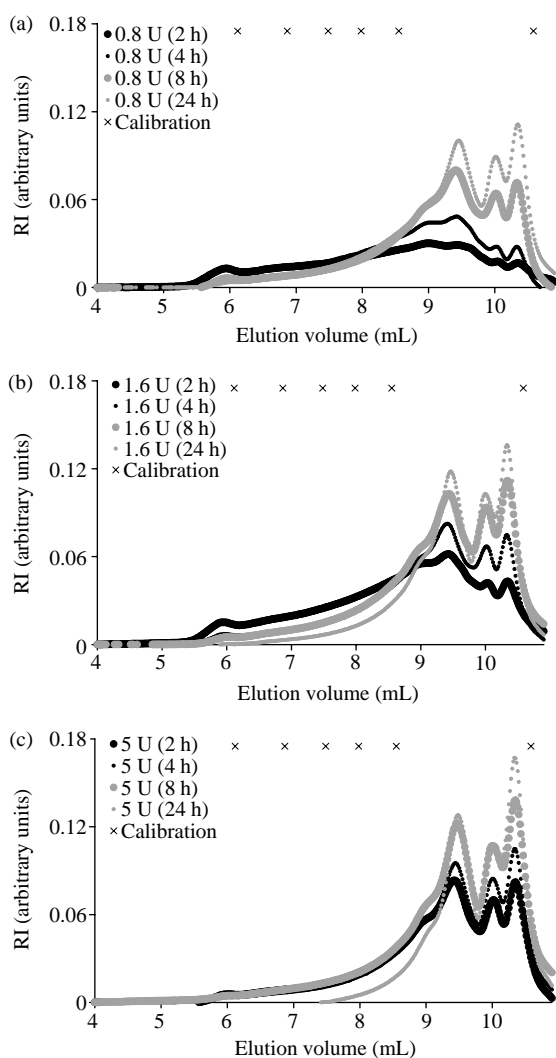 (a)
0.18
0.12
0.06
0
RI (arbitrary units)
0.8 U (2 h)
0.8 U (4 h)
0.8 U (8 h)
0.8 U (24 h)
×Calibration
4 5 6 7 8 9 10
Elution volume (mL)
(b)
0.18
0.12
0.06
0
RI (arbitrary units)
1.6 U (2 h)
1.6 U (4 h)
1.6 U (8 h)
1.6 U (24 h)
×Calibration
4 5 6 7 8 9 10
Elution volume (mL)
(c)
0.18
0.12
0.06
0
RI (arbitrary units)
5 U (2 h)
5 U (4 h)
5 U (8 h)
5 U (24 h)
×Calibration
4 5 6 7 8 9 10
Elution volume (mL)